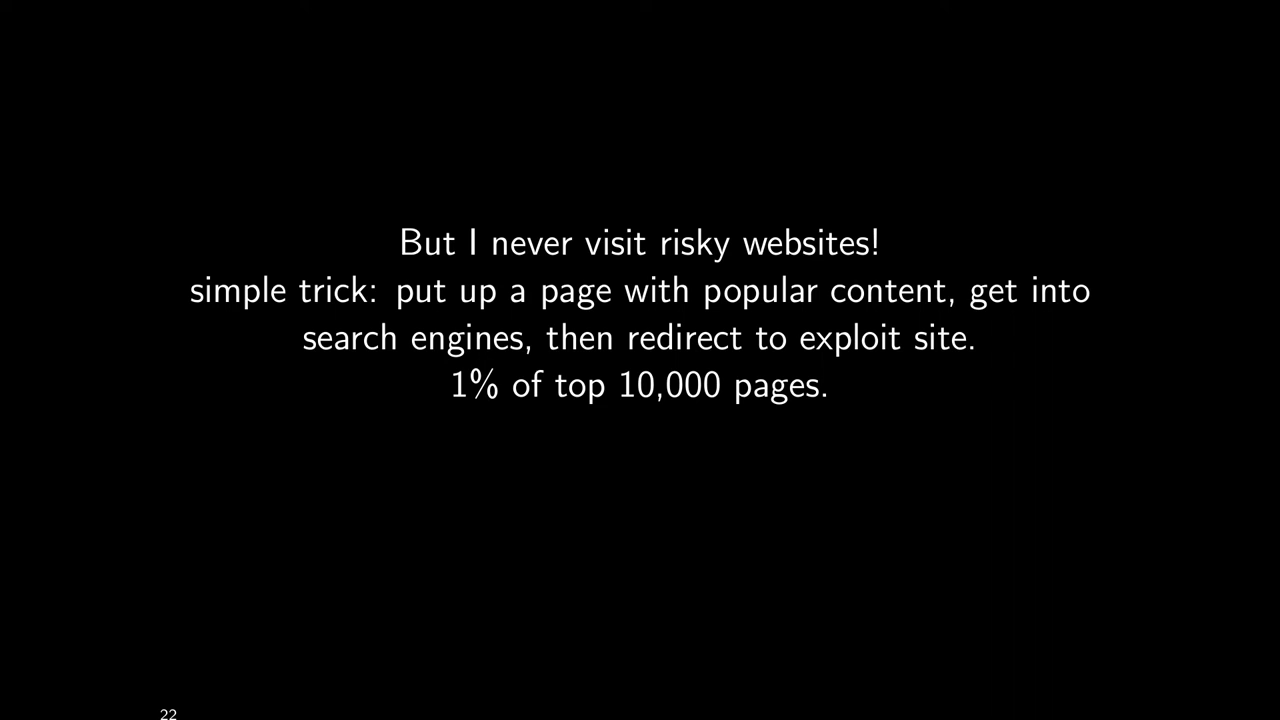 But I never visit risky websites!
simple trick: put up a page with popular content, get into
search engines, then redirect to exploit site.
1% of top 10,000 pages.
22